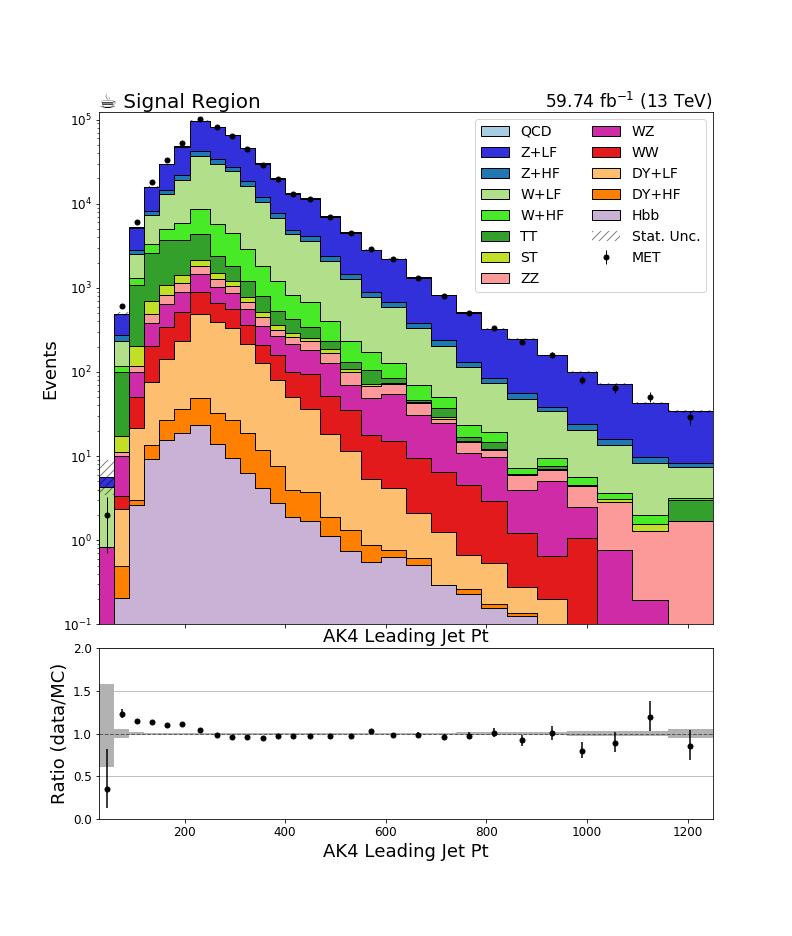 ☕ Signal Region 59.74 fb⁻¹ (13 TeV)
QCD WZ
Z+LF WW
Z+HF DY+LF
W+LF DY+HF
W+HF Hbb
TT Stat. Unc.
ST MET
ZZ
Events
10⁵
10⁴
10³
10²
10¹
10⁰
10⁻¹
AK4 Leading Jet Pt
Ratio (data/MC)
2.0
1.5
1.0
0.5
0.0
200 400 600 800 1000 1200
AK4 Leading Jet Pt